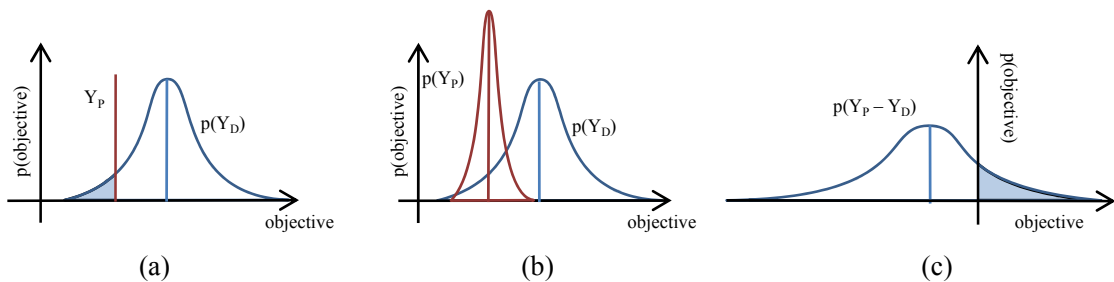 p(objective)
Y_P
p(Y_D)
objective
(a)
p(objective)
p(Y_P)
p(Y_D)
objective
(b)
p(Y_P – Y_D)
p(objective)
objective
(c)